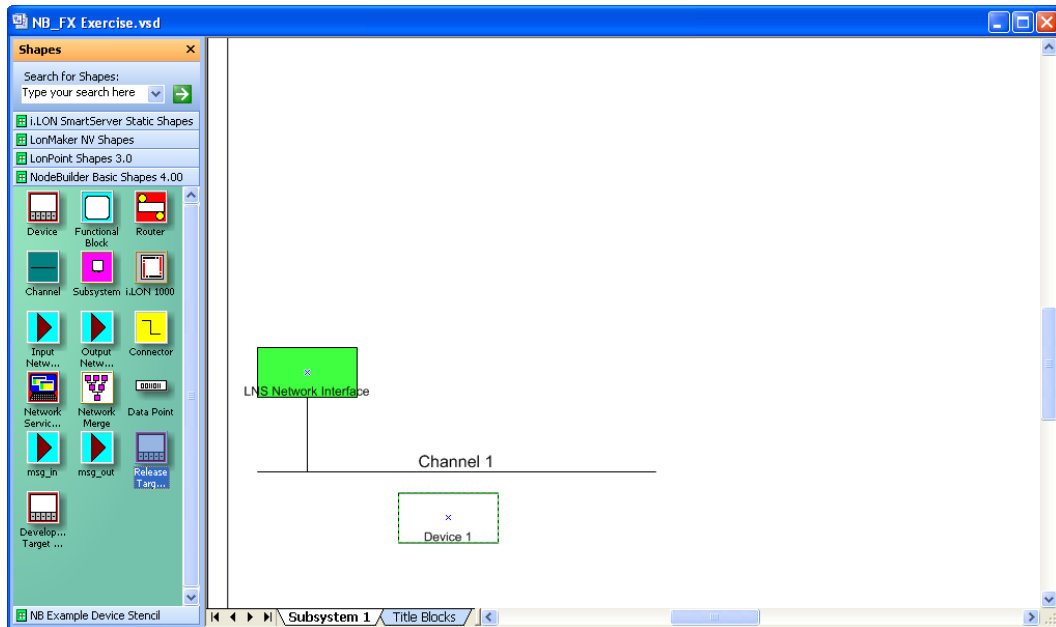 NB_FX Exercise.vsd
Shapes
Search for Shapes:
Type your search here
i.LON SmartServer Static Shapes
LonMaker NV Shapes
LonPoint Shapes 3.0
NodeBuilder Basic Shapes 4.00
Device
Functional Block
Router
Channel
Subsystem
i.LON 1000
Input Netw...
Output Netw...
Connector
Network Servic...
Network Merge
Data Point
msg_in
msg_out
Release Targ...
Develop... Target ...
NB Example Device Stencil
LNS Network Interface
Channel 1
Device 1
Subsystem 1
Title Blocks